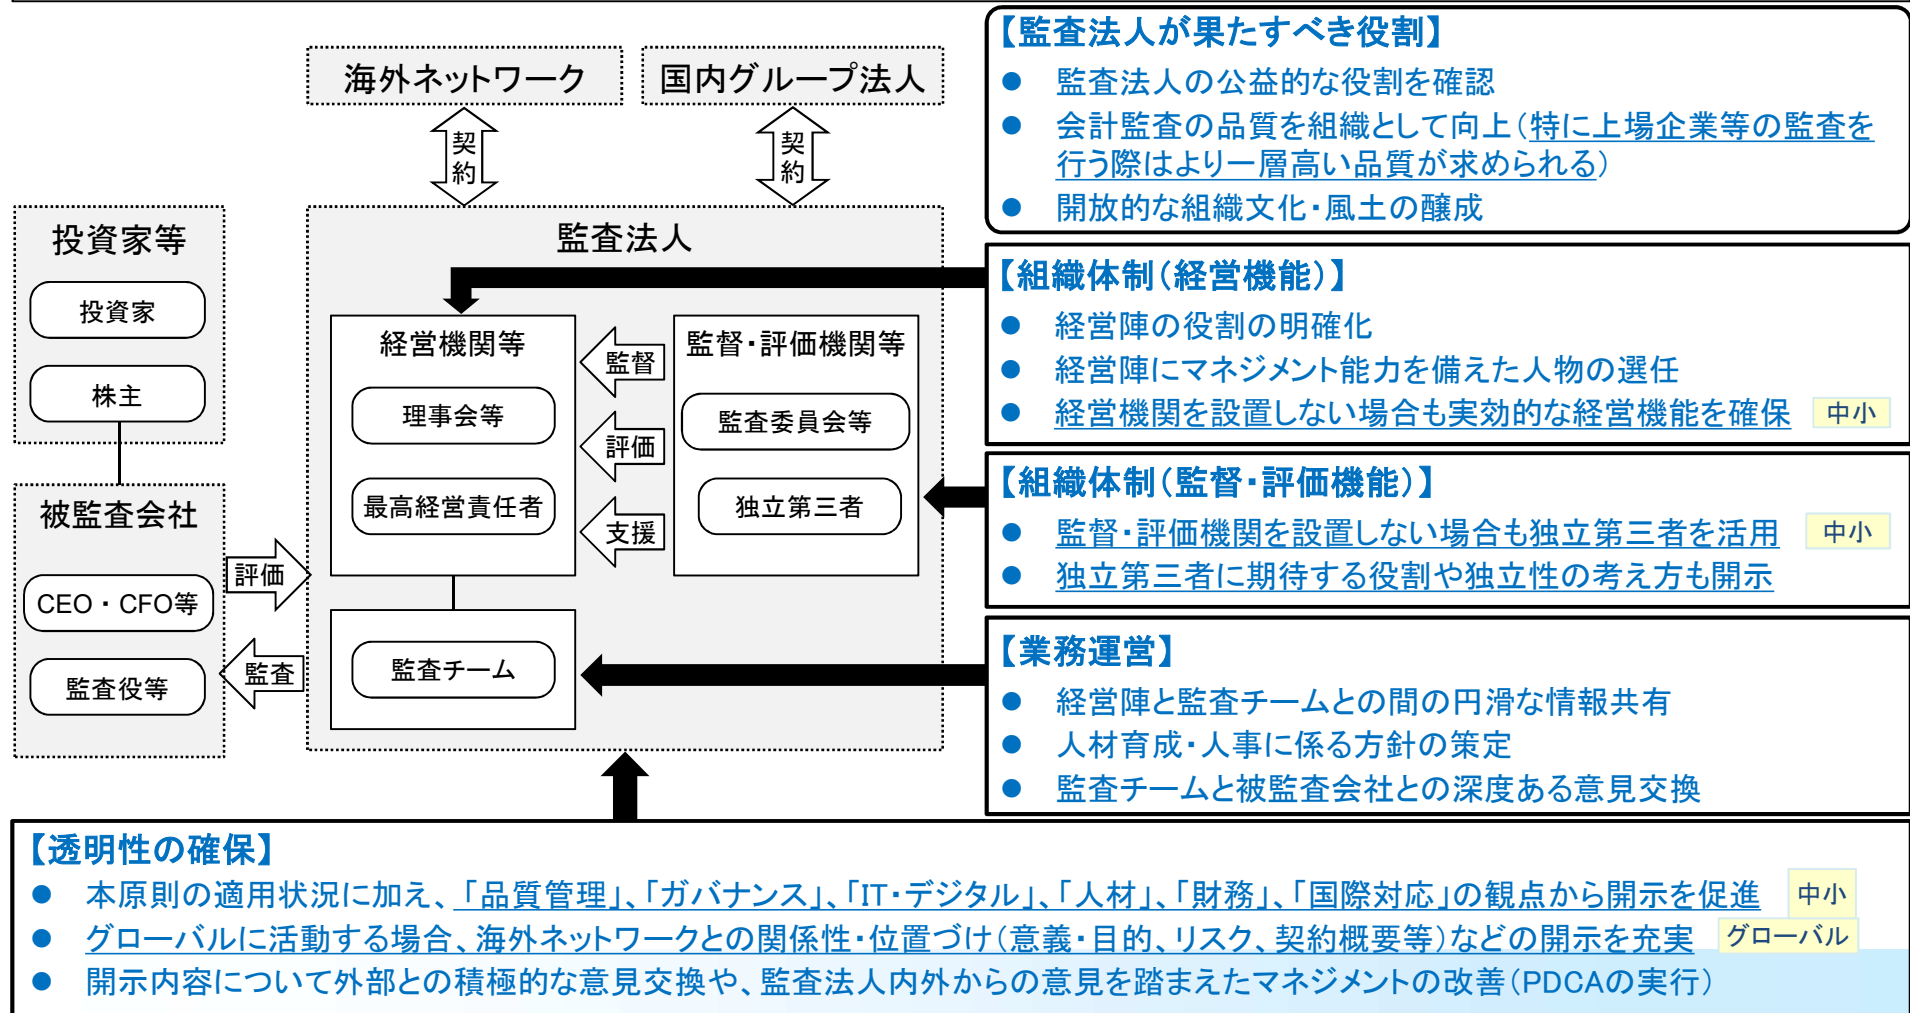 海外ネットワーク
国内グループ法人
契約
契約
投資家等
投資家
株主
被監査会社
CEO・CFO等
監査役等
評価
監査
監査法人
経営機関等
理事会等
最高経営責任者
監督
評価
支援
監督・評価機関等
監査委員会等
独立第三者
監査チーム
【監査法人が果たすべき役割】
● 監査法人の公益的な役割を確認
● 会計監査の品質を組織として向上（特に上場企業等の監査を
行う際はより一層高い品質が求められる）
● 開放的な組織文化・風土の醸成
【組織体制（経営機能）】
● 経営陣の役割の明確化
● 経営陣にマネジメント能力を備えた人物の選任
● 経営機関を設置しない場合も実効的な経営機能を確保 中小
【組織体制（監督・評価機能）】
● 監督・評価機関を設置しない場合も独立第三者を活用 中小
● 独立第三者に期待する役割や独立性の考え方も開示
【業務運営】
● 経営陣と監査チームとの間の円滑な情報共有
● 人材育成・人事に係る方針の策定
● 監査チームと被監査会社との深度ある意見交換
【透明性の確保】
● 本原則の適用状況に加え、「品質管理」、「ガバナンス」、「IT・デジタル」、「人材」、「財務」、「国際対応」の観点から開示を促進 中小
● グローバルに活動する場合、海外ネットワークとの関係性・位置づけ（意義・目的、リスク、契約概要等）などの開示を充実 グローバル
● 開示内容について外部との積極的な意見交換や、監査法人内外からの意見を踏まえたマネジメントの改善（PDCAの実行）